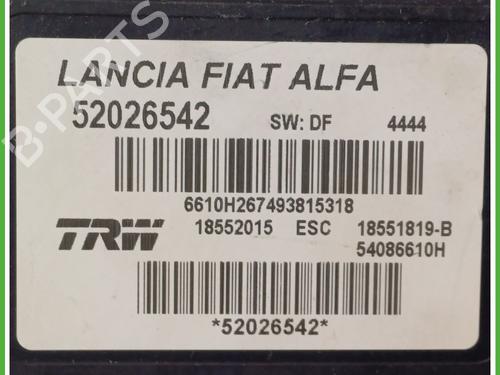 B-PARTS
LANCIA FIAT ALFA
52026542 SW: DF 4444
6610H267493815318
TRW 18552015 ESC 18551819-B
54086610H
*52026542*